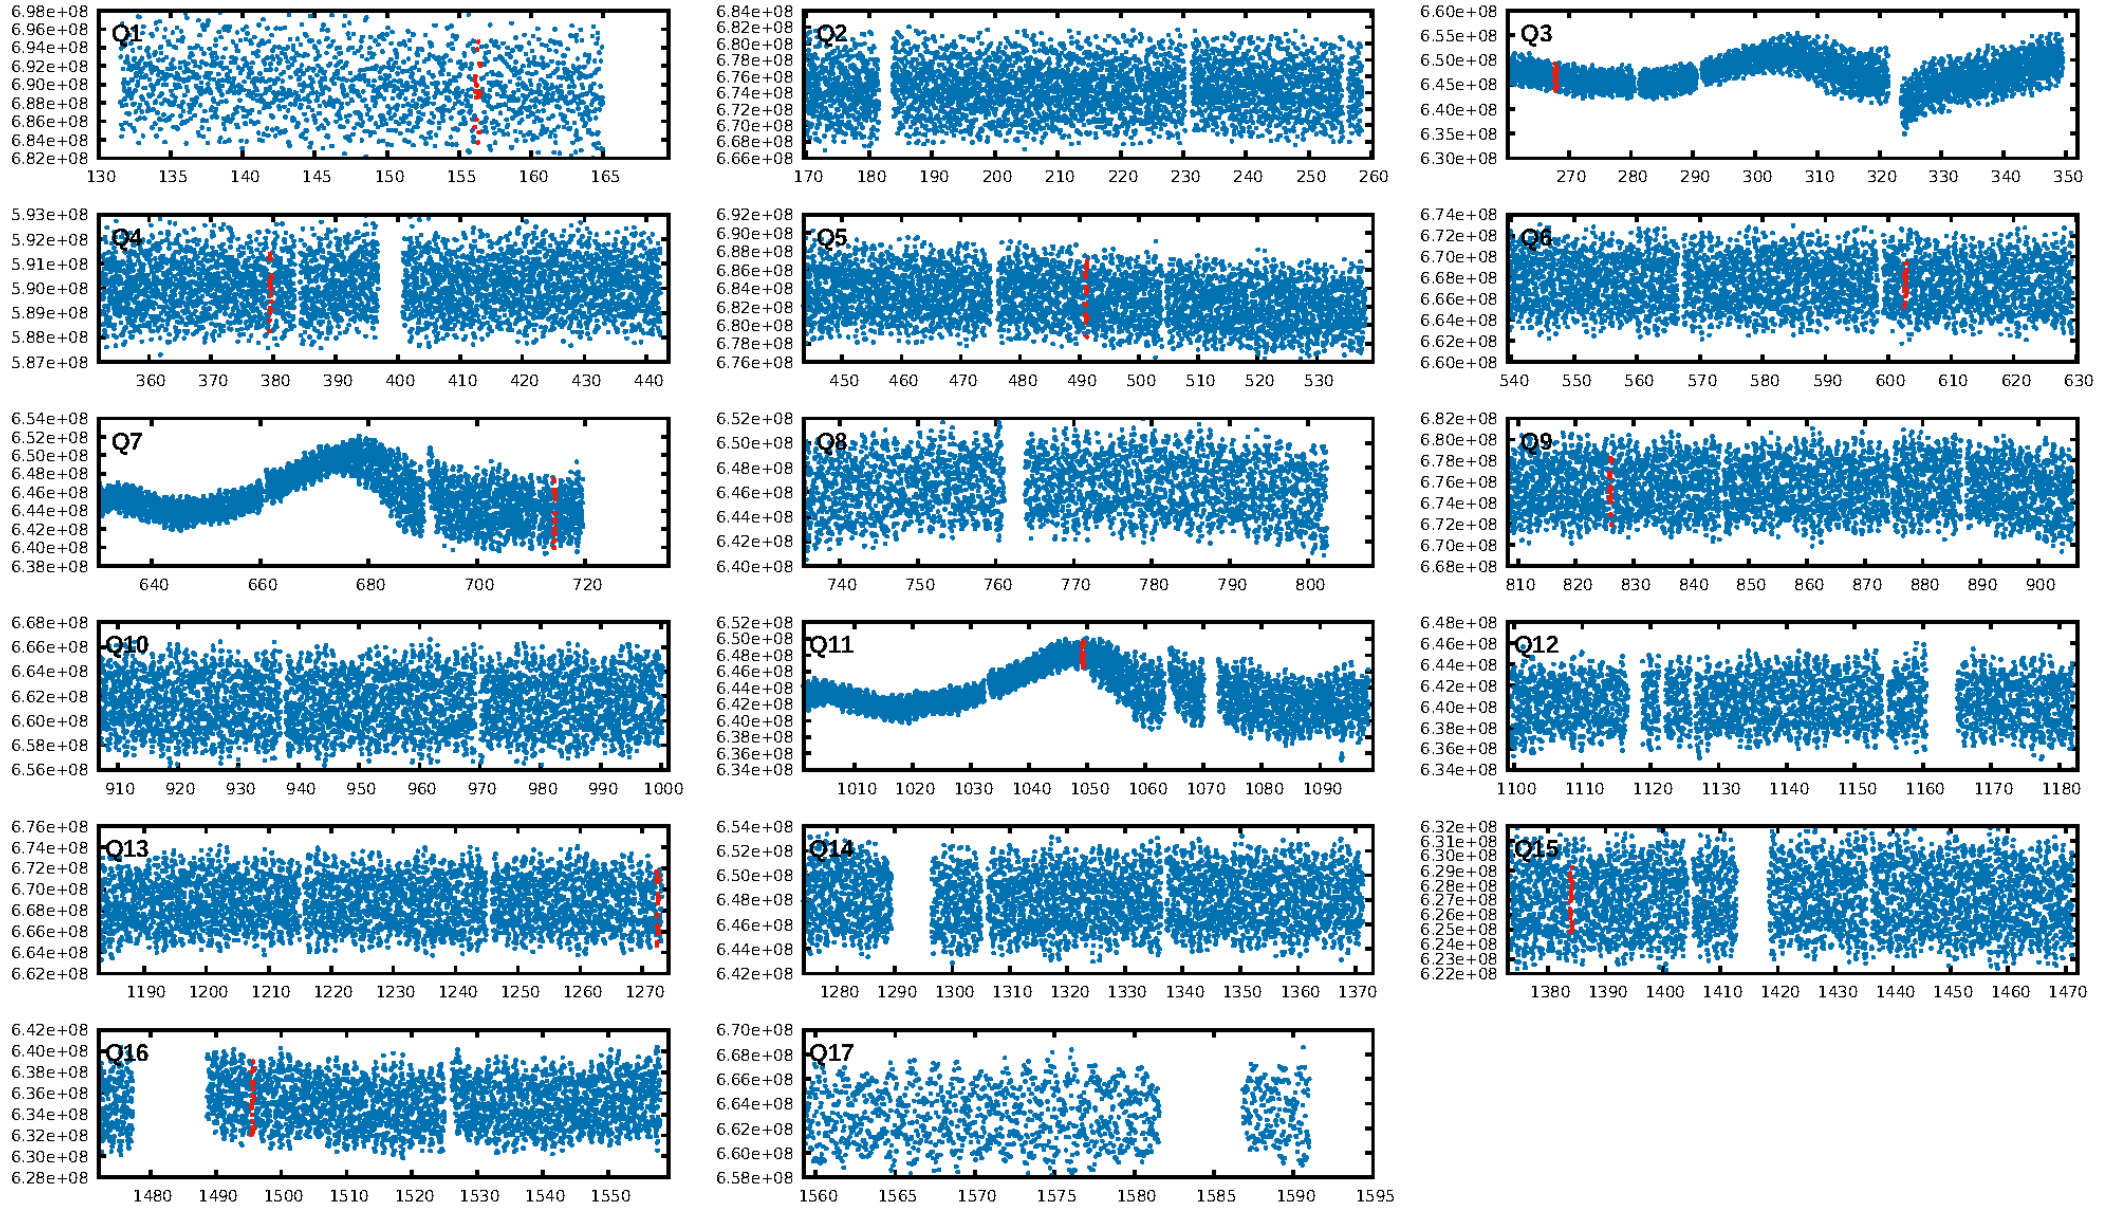 6.98e+08 6.96e+08 6.94e+08 6.92e+08 6.90e+08 6.88e+08 6.86e+08 6.84e+08 6.82e+08
Q1
130 135 140 145 150 155 160 165
6.84e+08 6.82e+08 6.80e+08 6.78e+08 6.76e+08 6.74e+08 6.72e+08 6.70e+08 6.68e+08 6.66e+08
Q2
170 180 190 200 210 220 230 240 250 260
6.60e+08 6.55e+08 6.50e+08 6.45e+08 6.40e+08 6.35e+08 6.30e+08
Q3
270 280 290 300 310 320 330 340 350
5.93e+08 5.92e+08 5.91e+08 5.90e+08 5.89e+08 5.88e+08 5.87e+08
Q4
360 370 380 390 400 410 420 430 440
6.92e+08 6.90e+08 6.88e+08 6.86e+08 6.84e+08 6.82e+08 6.80e+08 6.78e+08 6.76e+08
Q5
450 460 470 480 490 500 510 520 530
6.74e+08 6.72e+08 6.70e+08 6.68e+08 6.66e+08 6.64e+08 6.62e+08 6.60e+08
Q6
540 550 560 570 580 590 600 610 620 630
6.54e+08 6.52e+08 6.50e+08 6.48e+08 6.46e+08 6.44e+08 6.42e+08 6.40e+08 6.38e+08
Q7
640 660 680 700 720
6.52e+08 6.50e+08 6.48e+08 6.46e+08 6.44e+08 6.42e+08 6.40e+08
Q8
740 750 760 770 780 790 800
6.82e+08 6.80e+08 6.78e+08 6.76e+08 6.74e+08 6.72e+08 6.70e+08 6.68e+08
Q9
810 820 830 840 850 860 870 880 890 900
6.68e+08 6.66e+08 6.64e+08 6.62e+08 6.60e+08 6.58e+08 6.56e+08
Q10
910 920 930 940 950 960 970 980 990 1000
6.52e+08 6.50e+08 6.48e+08 6.46e+08 6.44e+08 6.42e+08 6.40e+08 6.38e+08 6.36e+08 6.34e+08
Q11
1010 1020 1030 1040 1050 1060 1070 1080 1090
6.48e+08 6.46e+08 6.44e+08 6.42e+08 6.40e+08 6.38e+08 6.36e+08 6.34e+08
Q12
1100 1110 1120 1130 1140 1150 1160 1170 1180
6.76e+08 6.74e+08 6.72e+08 6.70e+08 6.68e+08 6.66e+08 6.64e+08 6.62e+08
Q13
1190 1200 1210 1220 1230 1240 1250 1260 1270
6.54e+08 6.52e+08 6.50e+08 6.48e+08 6.46e+08 6.44e+08 6.42e+08
Q14
1280 1290 1300 1310 1320 1330 1340 1350 1360 1370
6.32e+08 6.31e+08 6.30e+08 6.29e+08 6.28e+08 6.27e+08 6.26e+08 6.25e+08 6.24e+08 6.23e+08 6.22e+08
Q15
1380 1390 1400 1410 1420 1430 1440 1450 1460 1470
6.42e+08 6.40e+08 6.38e+08 6.36e+08 6.34e+08 6.32e+08 6.30e+08 6.28e+08
Q16
1480 1490 1500 1510 1520 1530 1540 1550
6.70e+08 6.68e+08 6.66e+08 6.64e+08 6.62e+08 6.60e+08 6.58e+08
Q17
1560 1565 1570 1575 1580 1585 1590 1595